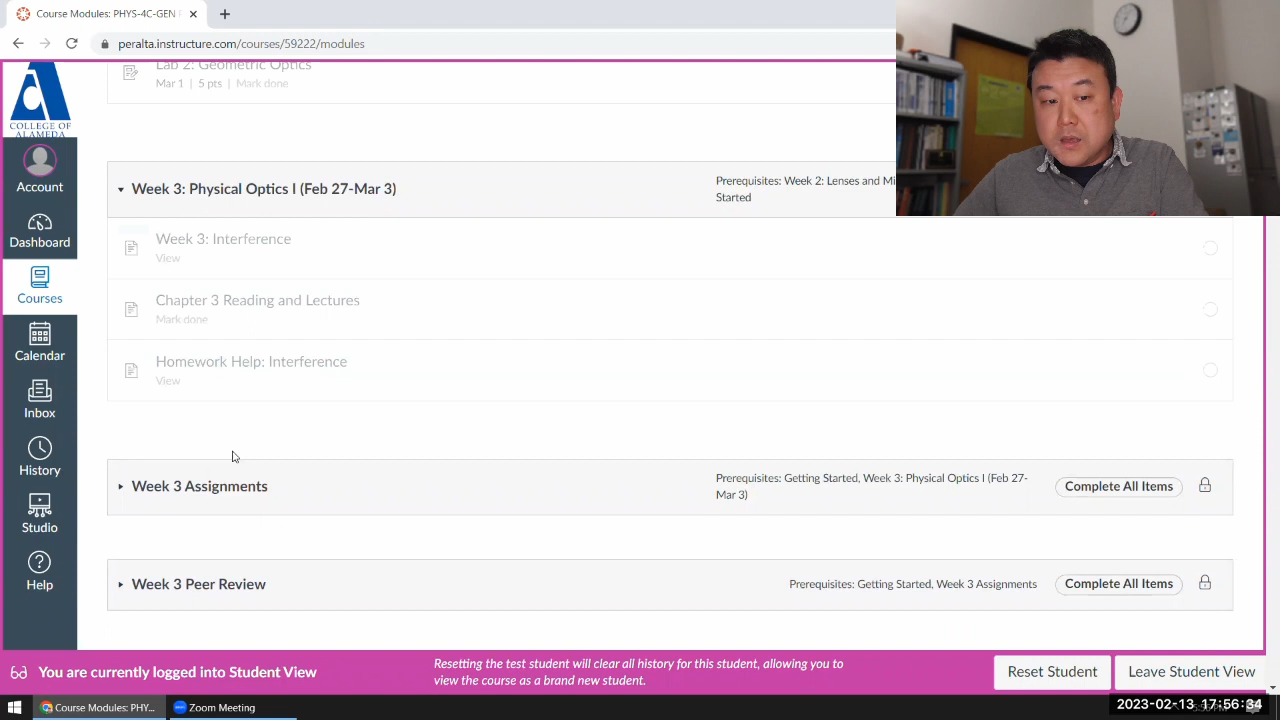 Course Modules: PHYS-4C-GEN
peralta.instructure.com/courses/59222/modules
COLLEGE OF
ALAMEDA
Account
Dashboard
Courses
Calendar
Inbox
History
Studio
Help
Lab 2: Geometric Optics
Mar 1 | 5 pts | Mark done
Week 3: Physical Optics I (Feb 27-Mar 3)
Prerequisites: Week 2: Lenses and
Started
Week 3: Interference
View
Chapter 3 Reading and Lectures
Mark done
Homework Help: Interference
View
Week 3 Assignments
Prerequisites: Getting Started, Week 3: Physical Optics I (Feb 27-
Mar 3)
Complete All Items
Week 3 Peer Review
Prerequisites: Getting Started, Week 3 Assignments
Complete All Items
You are currently logged into Student View
Resetting the test student will clear all history for this student, allowing you to
view the course as a brand new student.
Reset Student
Leave Student View
Course Modules: PHY...
Zoom Meeting
2023-02-13 17:56:34